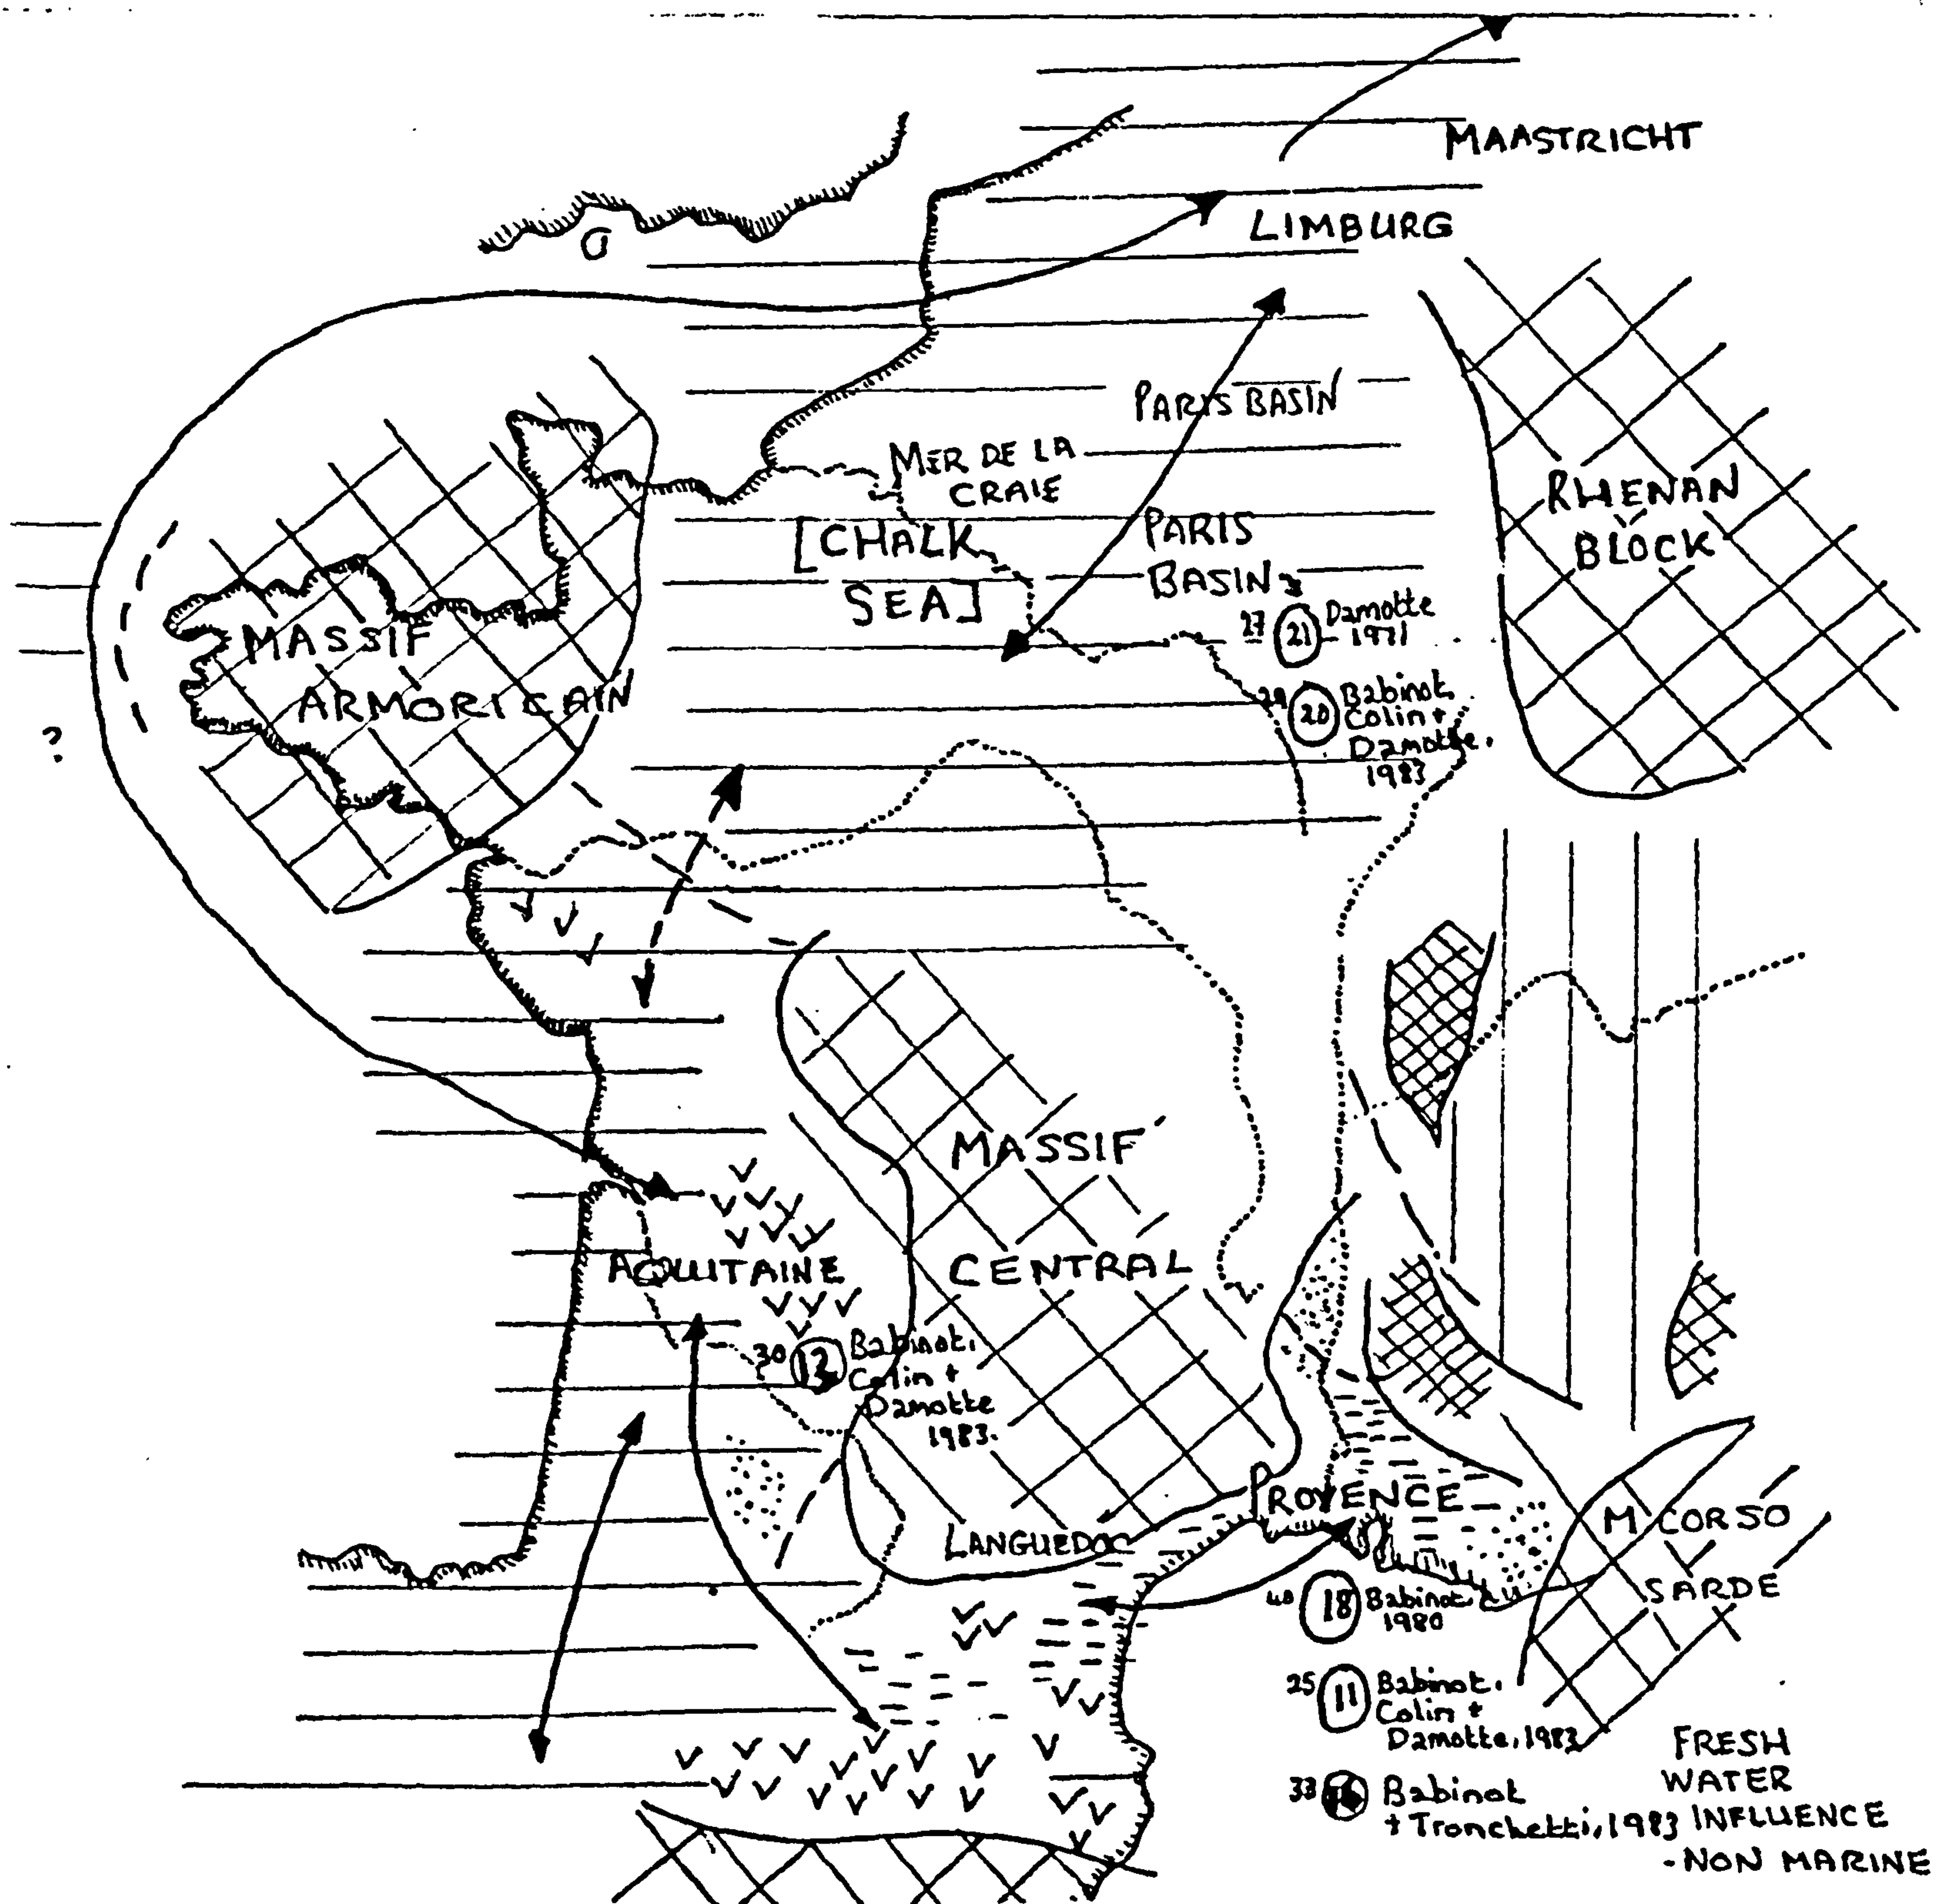 MAASTRICHT
LIMBURG
PARIS BASIN
MER DE LA
CRAIE
[CHALK
SEA]
PARIS
BASIN
RHENAN
BLOCK
27 21 Damotte
1971
29 20 Babinot,
Colin +
Damotte,
1983
MASSIF
ARMORICAIN
?
MASSIF
CENTRAL
AQUITAINE
30 12 Babinot,
Colin +
Damotte
1983.
PROVENCE
LANGUEDOC
M CORSO
SARDE
40 18 Babinot,
1980
25 11 Babinot,
Colin +
Damotte, 1983
33 Babinot
+ Tronchetti, 1983
FRESH
WATER
INFLUENCE
- NON MARINE